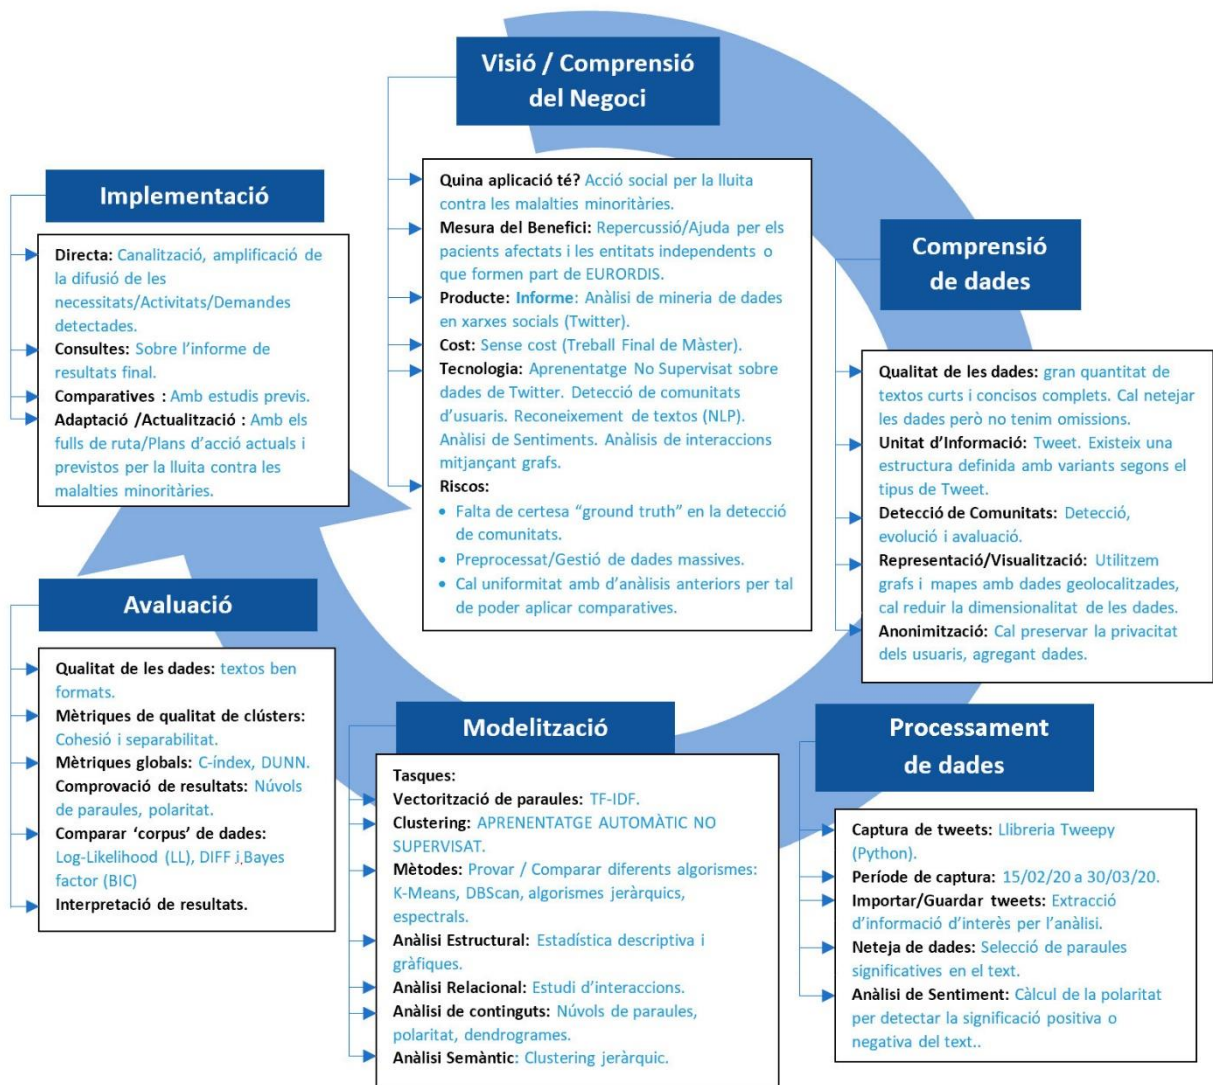 Visió / Comprensió
del Negoci
Quina aplicació té? Acció social per la lluita
contra les malalties minoritàries.
Mesura del Benefici: Repercussió/Ajuda per els
pacients afectats i les entitats independents o
que formen part de EURORDIS.
Producte: Informe: Anàlisi de mineria de dades
en xarxes socials (Twitter).
Cost: Sense cost (Treball Final de Màster).
Tecnologia: Aprenentatge No Supervisat sobre
dades de Twitter. Detecció de comunitats
d'usuaris. Reconeixement de textos (NLP).
Anàlisi de Sentiments. Anàlisis de interaccions
mitjançant grafs.
Riscos:
• Falta de certesa "ground truth" en la detecció
de comunitats.
• Preprocessat/Gestió de dades massives.
• Cal uniformitat amb d'anàlisis anteriors per tal
de poder aplicar comparatives.
Comprensió
de dades
Qualitat de les dades: gran quantitat de
textos curts i concisos complets. Cal netejar
les dades però no tenim omissions.
Unitat d'Informació: Tweet. Existeix una
estructura definida amb variants segons el
tipus de Tweet.
Detecció de Comunitats: Detecció,
evolució i avaluació.
Representació/Visualització: Utilitzem
grafs i mapes amb dades geolocalitzades,
cal reduir la dimensionalitat de les dades.
Anonimització: Cal preservar la privacitat
dels usuaris, agregant dades.
Processament
de dades
Captura de tweets: Llibreria Tweepy
(Python).
Període de captura: 15/02/20 a 30/03/20.
Importar/Guardar tweets: Extracció
d'informació d'interès per l'anàlisi.
Neteja de dades: Selecció de paraules
significatives en el text.
Anàlisi de Sentiment: Càlcul de la polaritat
per detectar la significació positiva o
negativa del text..
Modelització
Tasques:
Vectorització de paraules: TF-IDF.
Clustering: APRENENTATGE AUTOMÀTIC NO
SUPERVISAT.
Mètodes: Provar / Comparar diferents algorismes:
K-Means, DBScan, algorismes jeràrquics,
espectrals.
Anàlisi Estructural: Estadística descriptiva i
gràfiques.
Anàlisi Relacional: Estudi d'interaccions.
Anàlisi de continguts: Núvols de paraules,
polaritat, dendrogrames.
Anàlisi Semàntic: Clustering jeràrquic.
Avaluació
Qualitat de les dades: textos ben
formats.
Mètriques de qualitat de clústers:
Cohesió i separabilitat.
Mètriques globals: C-índex, DUNN.
Comprovació de resultats: Núvols
de paraules, polaritat.
Comparar 'corpus' de dades:
Log-Likelihood (LL), DIFF i Bayes
factor (BIC)
Interpretació de resultats.
Implementació
Directa: Canalització, amplificació de
la difusió de les
necessitats/Activitats/Demandes
detectades.
Consultes: Sobre l'informe de
resultats final.
Comparatives : Amb estudis previs.
Adaptació /Actualització : Amb els
fulls de ruta/Plans d'acció actuals i
previstos per la lluita contra les
malalties minoritàries.